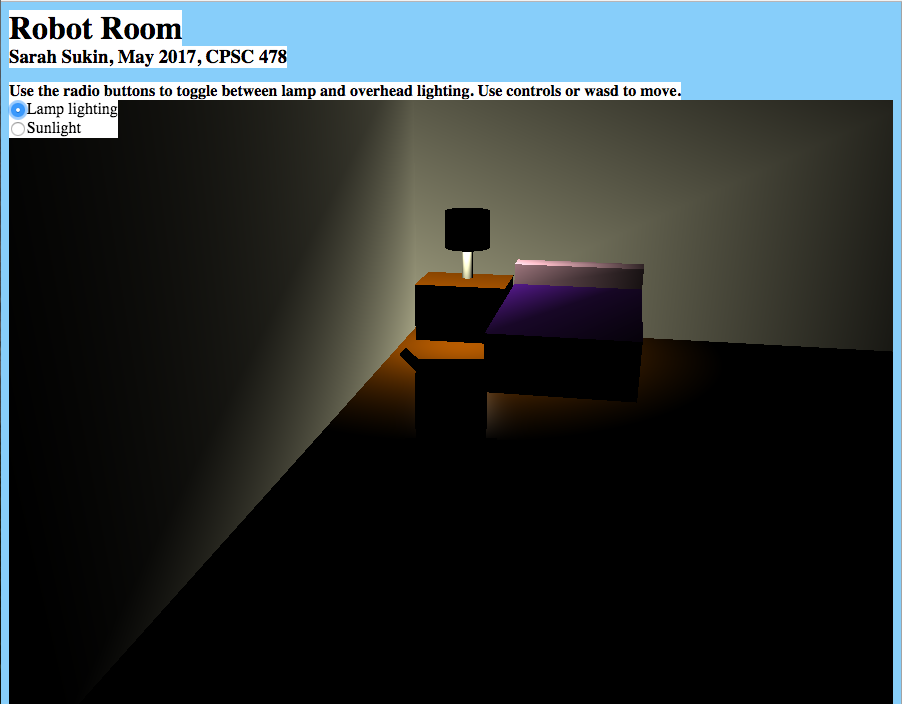 Robot Room
Sarah Sukin, May 2017, CPSC 478
Use the radio buttons to toggle between lamp and overhead lighting. Use controls or wasd to move.
Lamp lighting
Sunlight